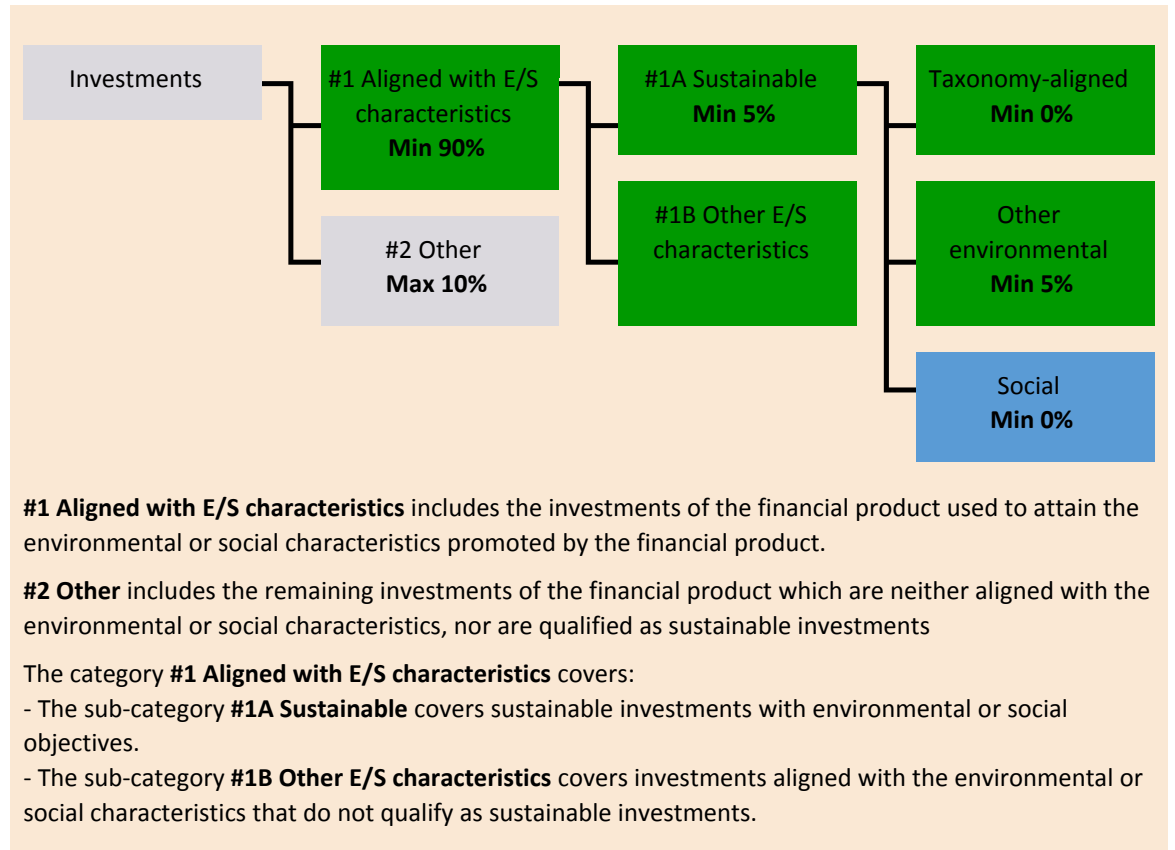 Investments
#1 Aligned with E/S
characteristics
Min 90%
#2 Other
Max 10%
#1A Sustainable
Min 5%
#1B Other E/S
characteristics
Taxonomy-aligned
Min 0%
Other
environmental
Min 5%
Social
Min 0%
#1 Aligned with E/S characteristics includes the investments of the financial product used to attain the
environmental or social characteristics promoted by the financial product.
#2 Other includes the remaining investments of the financial product which are neither aligned with the
environmental or social characteristics, nor are qualified as sustainable investments
The category #1 Aligned with E/S characteristics covers:
- The sub-category #1A Sustainable covers sustainable investments with environmental or social
objectives.
- The sub-category #1B Other E/S characteristics covers investments aligned with the environmental or
social characteristics that do not qualify as sustainable investments.